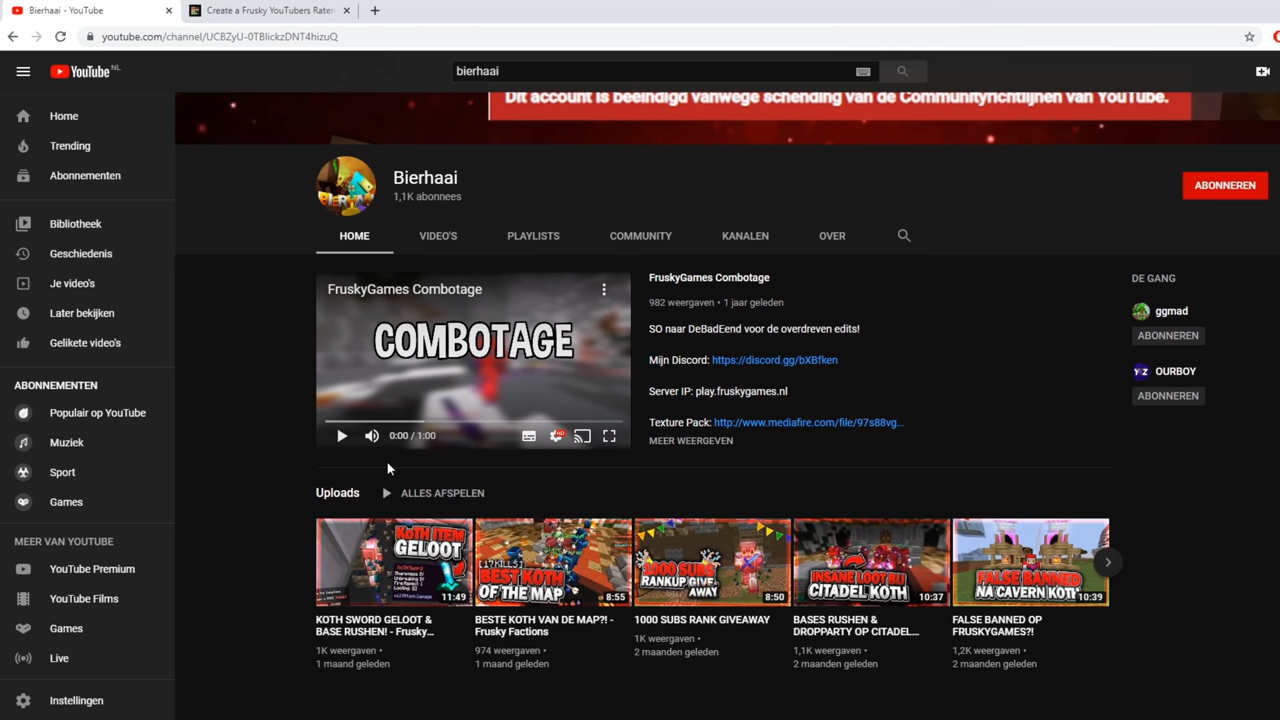 Bierhaai - YouTube
Create a Frusky YouTubers Raten
youtube.com/channel/UCBZyU-0TBlickzDNT4hizuQ
YouTube NL
bierhaai
Dit account is beëindigd vanwege schending van de Communityrichtlijnen van YouTube.
Home
Trending
Abonnementen
Bibliotheek
Geschiedenis
Je video's
Later bekijken
Gelikete video's
ABONNEMENTEN
Populair op YouTube
Muziek
Sport
Games
MEER VAN YOUTUBE
YouTube Premium
YouTube Films
Games
Live
Instellingen
Bierhaai
1,1K abonnees
ABONNEREN
HOME
VIDEO'S
PLAYLISTS
COMMUNITY
KANALEN
OVER
FruskyGames Combotage
COMBOTAGE
0:00 / 1:00
HD
FruskyGames Combotage
982 weergaven • 1 jaar geleden
SO naar DeBadEend voor de overdreven edits!
Mijn Discord: https://discord.gg/bXBfken
Server IP: play.fruskygames.nl
Texture Pack: http://www.mediafire.com/file/97s88vg...
MEER WEERGEVEN
DE GANG
ggmad
ABONNEREN
OURBOY
ABONNEREN
Uploads
ALLES AFSPELEN
KOTH ITEM
GELOOT
11:49
KOTH SWORD GELOOT &
BASE RUSHEN! - Frusky...
1K weergaven •
1 maand geleden
[17 KILLS]
BEST KOTH
OF THE MAP
8:55
BESTE KOTH VAN DE MAP?! -
Frusky Factions
974 weergaven •
1 maand geleden
1000 SUBS
RANKUP GIVE
AWAY
8:50
1000 SUBS RANK GIVEAWAY
1K weergaven •
2 maanden geleden
INSANE LOOT BIJ
CITADEL KOTH
10:37
BASES RUSHEN &
DROPPARTY OP CITADEL...
1,1K weergaven •
2 maanden geleden
FALSE BANNED
NA CAVERN KOTH
10:39
FALSE BANNED OP
FRUSKYGAMES?!
1,2K weergaven •
2 maanden geleden